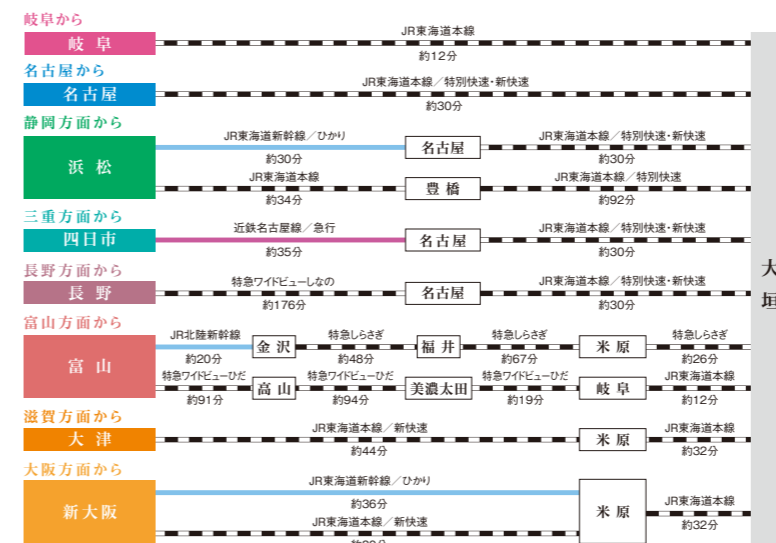 岐阜から
岐 阜
JR東海道本線
約12分
名古屋から
名古屋
JR東海道本線／特別快速・新快速
約30分
静岡方面から
浜 松
JR東海道新幹線／ひかり
約30分
名古屋
JR東海道本線／特別快速・新快速
約30分
JR東海道本線
約34分
豊 橋
JR東海道本線／特別快速
約92分
三重方面から
四日市
近鉄名古屋線／急行
約35分
名古屋
JR東海道本線／特別快速・新快速
約30分
長野方面から
長 野
特急ワイドビューしなの
約176分
名古屋
JR東海道本線／特別快速・新快速
約30分
富山方面から
富 山
JR北陸新幹線
約20分
金 沢
特急しらさぎ
約48分
福 井
特急しらさぎ
約67分
米 原
特急しらさぎ
約26分
特急ワイドビューひだ
約91分
高 山
特急ワイドビューひだ
約94分
美濃太田
特急ワイドビューひだ
約19分
岐 阜
JR東海道本線
約12分
滋賀方面から
大 津
JR東海道本線／新快速
約44分
米 原
JR東海道本線
約32分
大阪方面から
新大阪
JR東海道新幹線／ひかり
約36分
JR東海道本線／新快速
米 原
JR東海道本線
約32分
大
垣